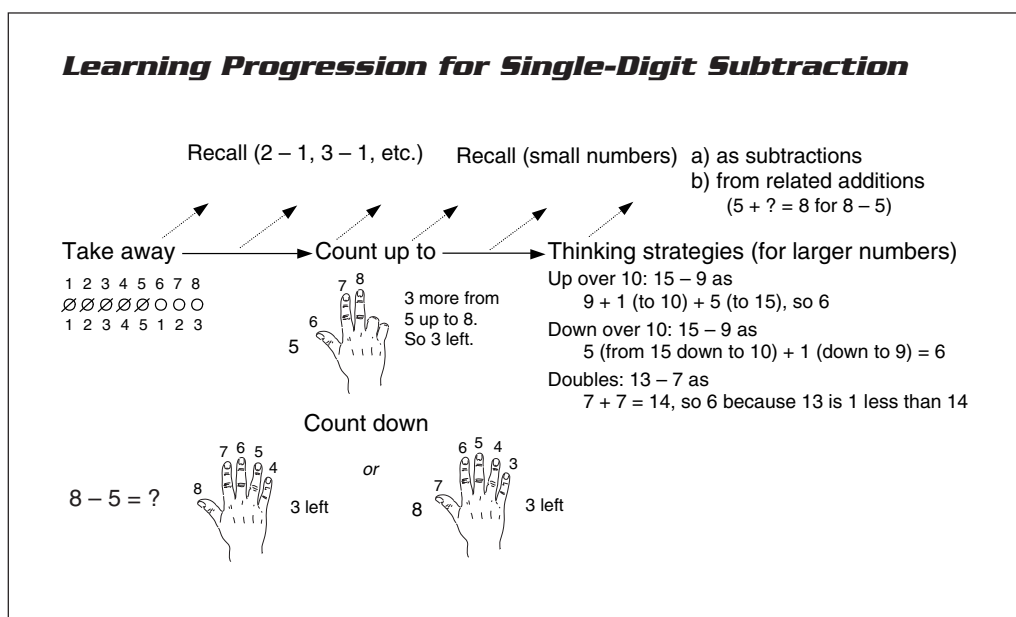 Learning Progression for Single-Digit Subtraction
Recall (2 – 1, 3 – 1, etc.)
Recall (small numbers)
a) as subtractions
b) from related additions
(5 + ? = 8 for 8 – 5)
Take away
1 2 3 4 5 6 7 8
1 2 3 4 5 1 2 3
Count up to
7 8
6
5
3 more from
5 up to 8.
So 3 left.
Thinking strategies (for larger numbers)
Up over 10: 15 – 9 as
9 + 1 (to 10) + 5 (to 15), so 6
Down over 10: 15 – 9 as
5 (from 15 down to 10) + 1 (down to 9) = 6
Doubles: 13 – 7 as
7 + 7 = 14, so 6 because 13 is 1 less than 14
Count down
8 – 5 = ?
8 7 6 5 4
3 left
or
8 7 6 5 4 3
3 left